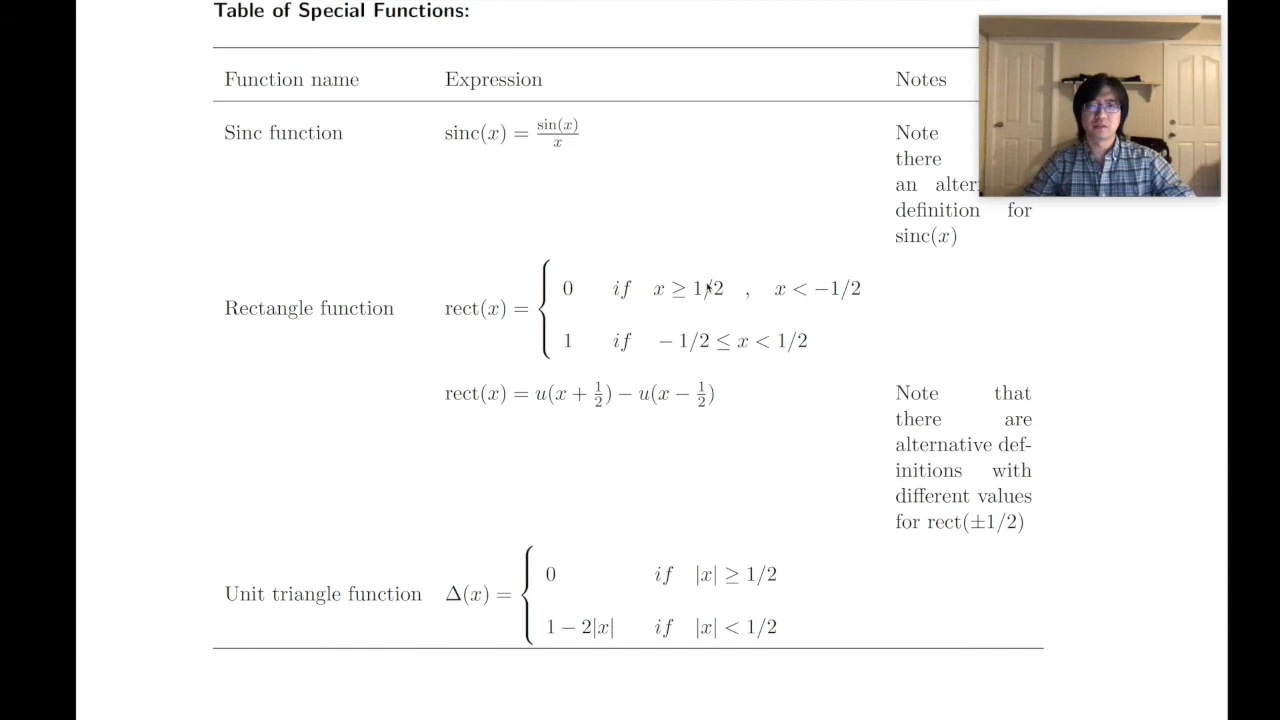 Table of Special Functions:
Function name Expression Notes
Sinc function sinc(x) = sin(x)/x Note
there
an
definition for
sinc(x)
0 if x ≥ 1/2 , x < −1/2
Rectangle function rect(x) = {
1 if − 1/2 ≤ x < 1/2
rect(x) = u(x + 1/2) − u(x − 1/2) Note that
there are
alternative def-
initions with
different values
for rect(±1/2)
0 if |x| ≥ 1/2
Unit triangle function Δ(x) = {
1 − 2|x| if |x| < 1/2